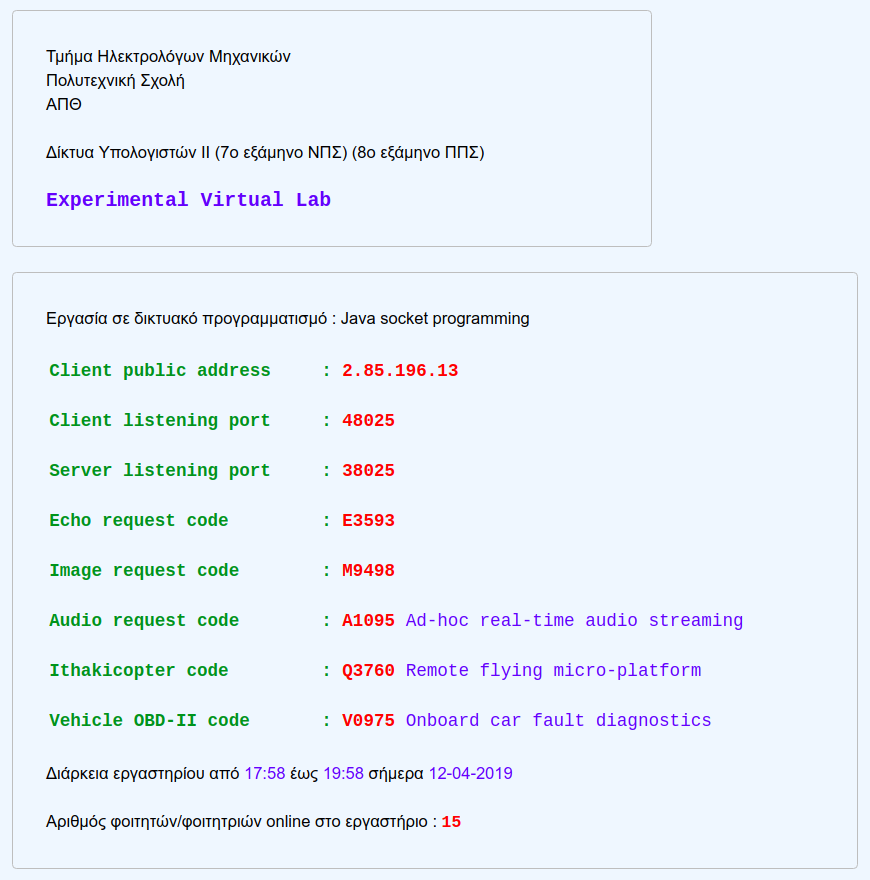 Τμήμα Ηλεκτρολόγων Μηχανικών
Πολυτεχνική Σχολή
ΑΠΘ
Δίκτυα Υπολογιστών ΙΙ (7ο εξάμηνο ΝΠΣ) (8ο εξάμηνο ΠΠΣ)
Experimental Virtual Lab
Εργασία σε δικτυακό προγραμματισμό : Java socket programming
Client public address : 2.85.196.13
Client listening port : 48025
Server listening port : 38025
Echo request code : E3593
Image request code : M9498
Audio request code : A1095 Ad-hoc real-time audio streaming
Ithakicopter code : Q3760 Remote flying micro-platform
Vehicle OBD-II code : V0975 Onboard car fault diagnostics
Διάρκεια εργαστηρίου από 17:58 έως 19:58 σήμερα 12-04-2019
Αριθμός φοιτητών/φοιτητριών online στο εργαστήριο : 15